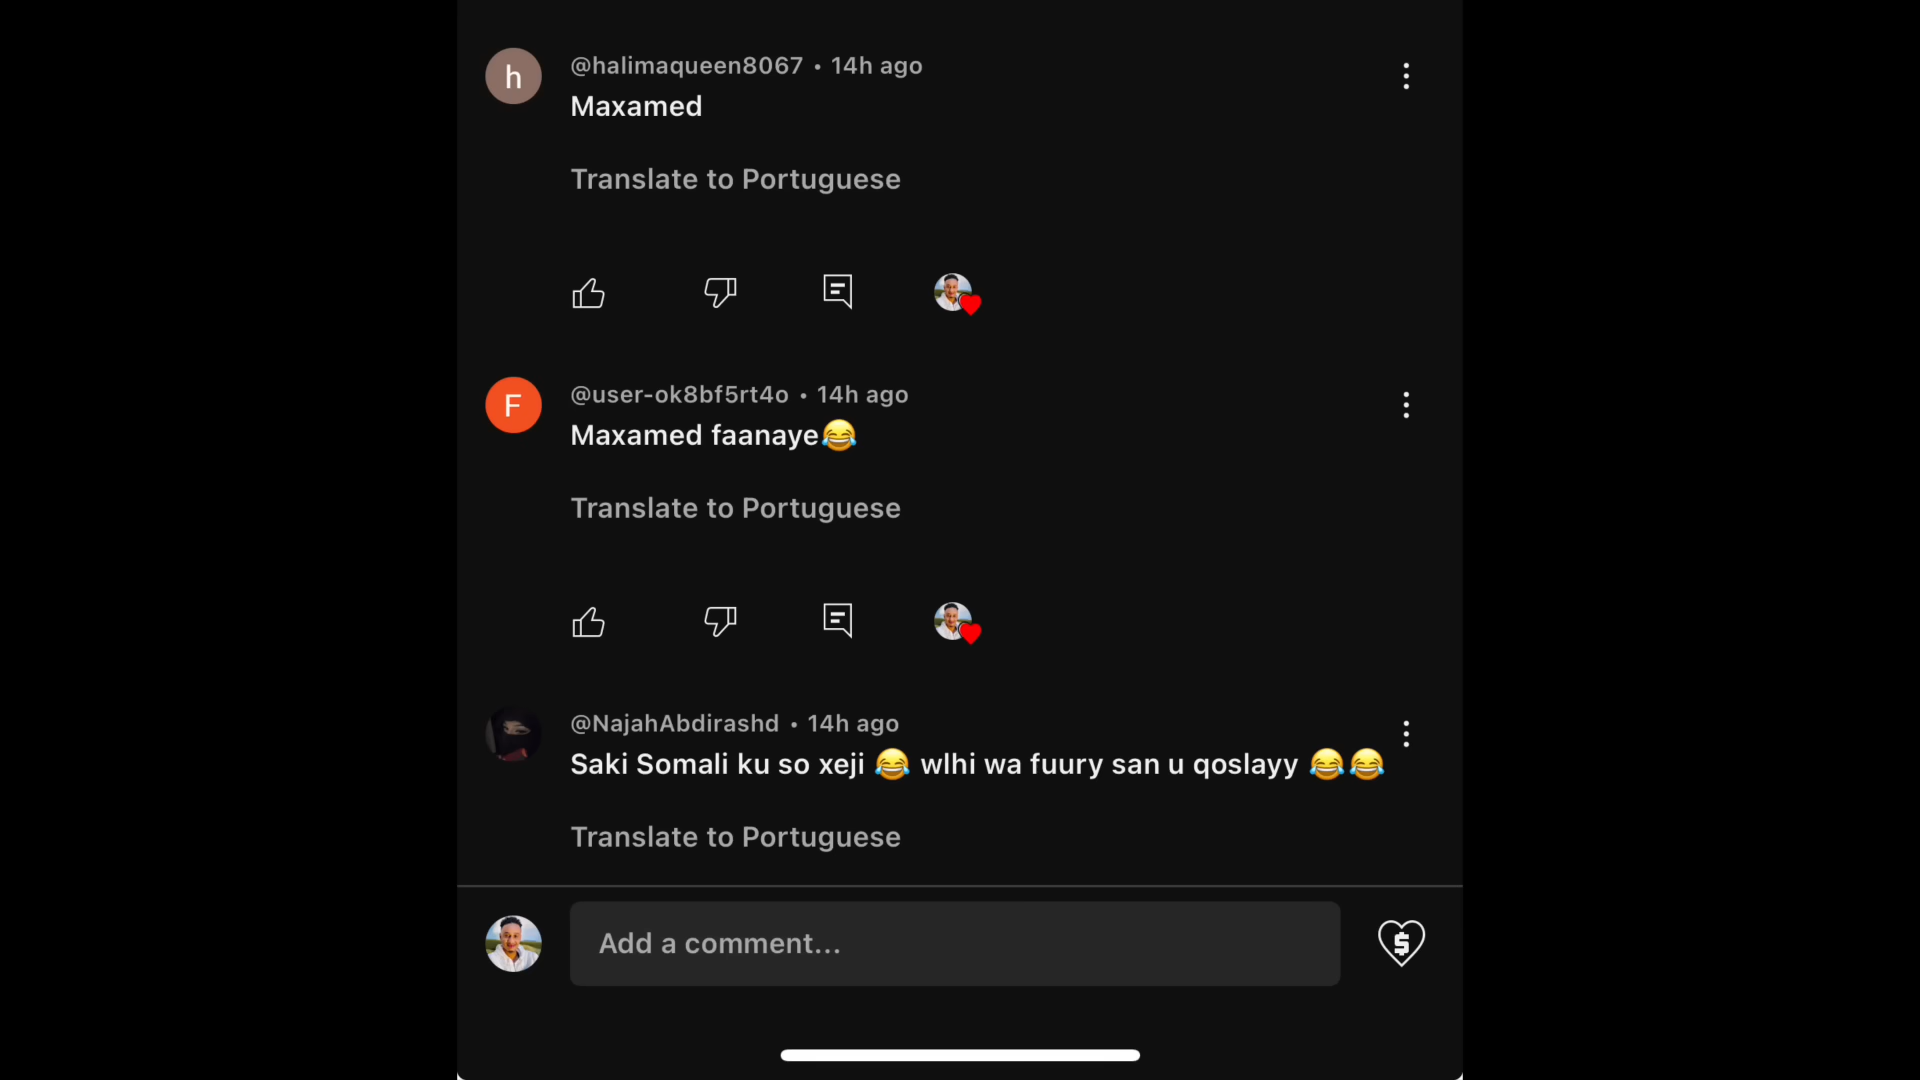 h
@halimaqueen8067 • 14h ago
Maxamed
Translate to Portuguese
F
@user-ok8bf5rt4o • 14h ago
Maxamed faanaye😂
Translate to Portuguese
@NajahAbdirashd • 14h ago
Saki Somali ku so xeji 😂 wlhi wa fuury san u qoslayy 😂😂
Translate to Portuguese
Add a comment...
$